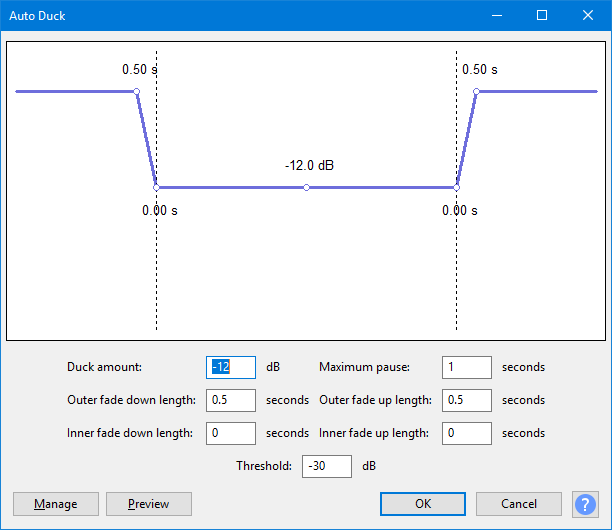 Auto Duck
0.50 s 0.50 s
-12.0 dB
0.00 s 0.00 s
Duck amount: -12 dB Maximum pause: 1 seconds
Outer fade down length: 0.5 seconds Outer fade up length: 0.5 seconds
Inner fade down length: 0 seconds Inner fade up length: 0 seconds
Threshold: -30 dB
Manage Preview OK Cancel ?